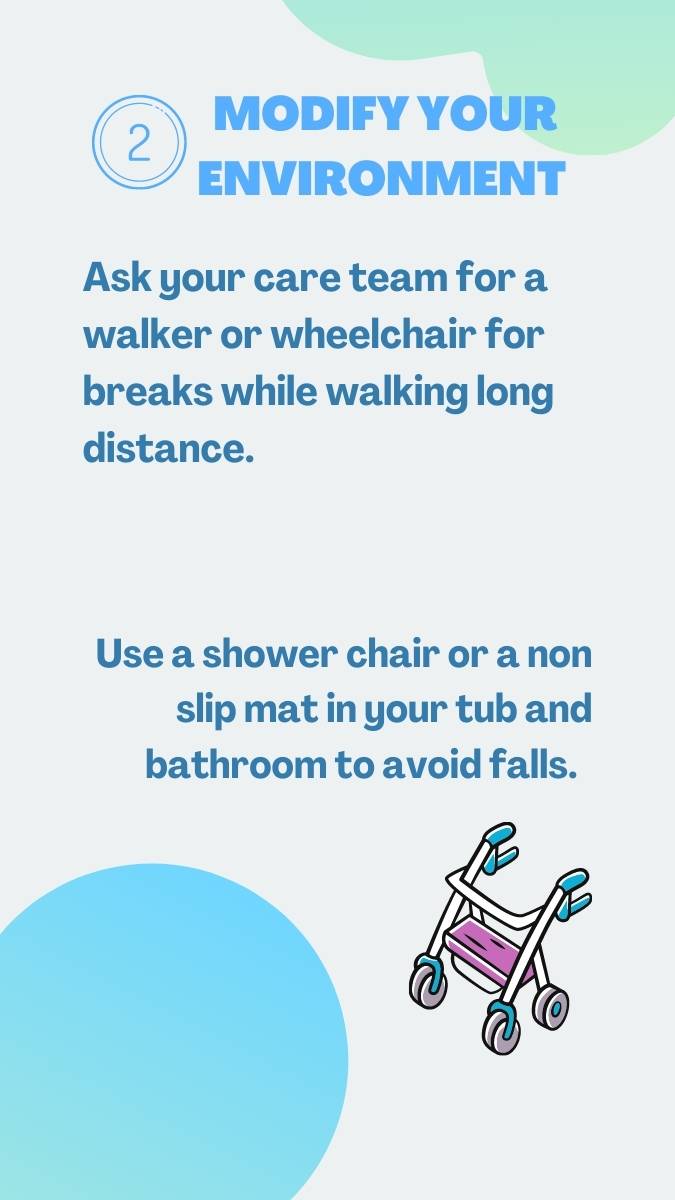 2
MODIFY YOUR
ENVIRONMENT
Ask your care team for a
walker or wheelchair for
breaks while walking long
distance.
Use a shower chair or a non
slip mat in your tub and
bathroom to avoid falls.